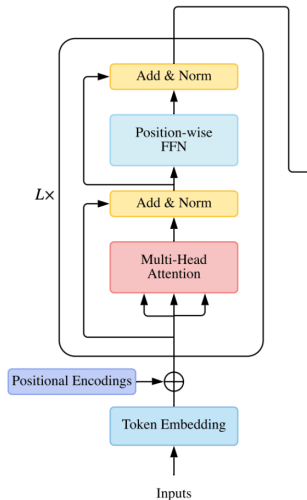 Add & Norm
Position-wise
FFN
L×
Add & Norm
Multi-Head
Attention
Positional Encodings
Token Embedding
Inputs